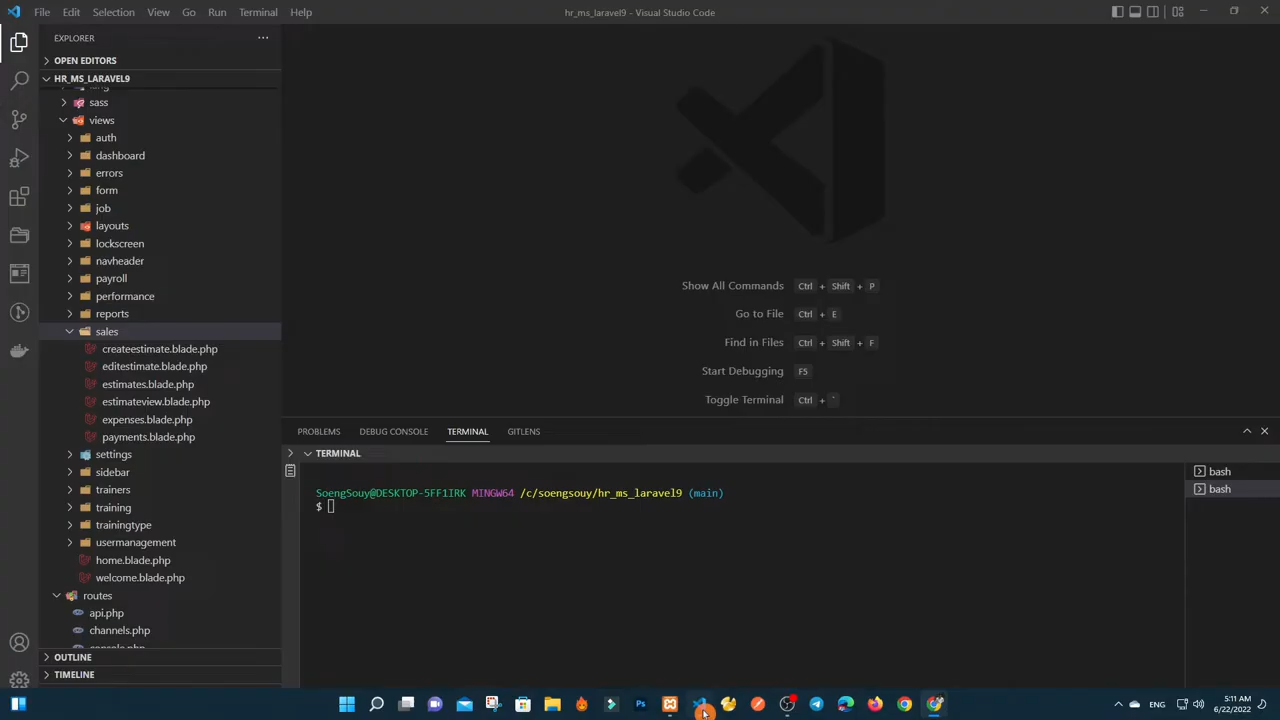 File Edit Selection View Go Run Terminal Help
hr_ms_laravel9 - Visual Studio Code
EXPLORER
OPEN EDITORS
HR_MS_LARAVEL9
lang
sass
views
auth
dashboard
errors
form
job
layouts
lockscreen
navheader
payroll
performance
reports
sales
createestimate.blade.php
editestimate.blade.php
estimates.blade.php
estimateview.blade.php
expenses.blade.php
payments.blade.php
settings
sidebar
trainers
training
trainingtype
usermanagement
home.blade.php
welcome.blade.php
routes
api.php
channels.php
console.php
OUTLINE
TIMELINE
Show All Commands Ctrl + Shift + P
Go to File Ctrl + E
Find in Files Ctrl + Shift + F
Start Debugging F5
Toggle Terminal Ctrl + `
PROBLEMS DEBUG CONSOLE TERMINAL GITLENS
TERMINAL
SoengSouy@DESKTOP-5FF1IRK MINGW64 /c/soengsouy/hr_ms_laravel9 (main)
$
bash
bash
Ps
ENG
5:11 AM
6/22/2022